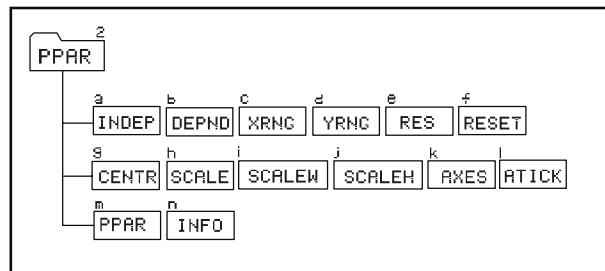 2
PPAR
a b c d e f
INDEP DEPND XRNG YRNG RES RESET
g h i j k l
CENTR SCALE SCALEW SCALEH AXES ATICK
m n
PPAR INFO